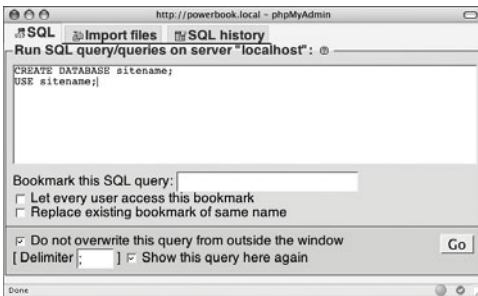 http://powerbook.local - phpMyAdmin
SQL Import files SQL history
Run SQL query/queries on server "localhost":
CREATE DATABASE sitename;
USE sitename;
Bookmark this SQL query:
Let every user access this bookmark
Replace existing bookmark of same name
Do not overwrite this query from outside the window
[ Delimiter ; ] Show this query here again
Go
Done